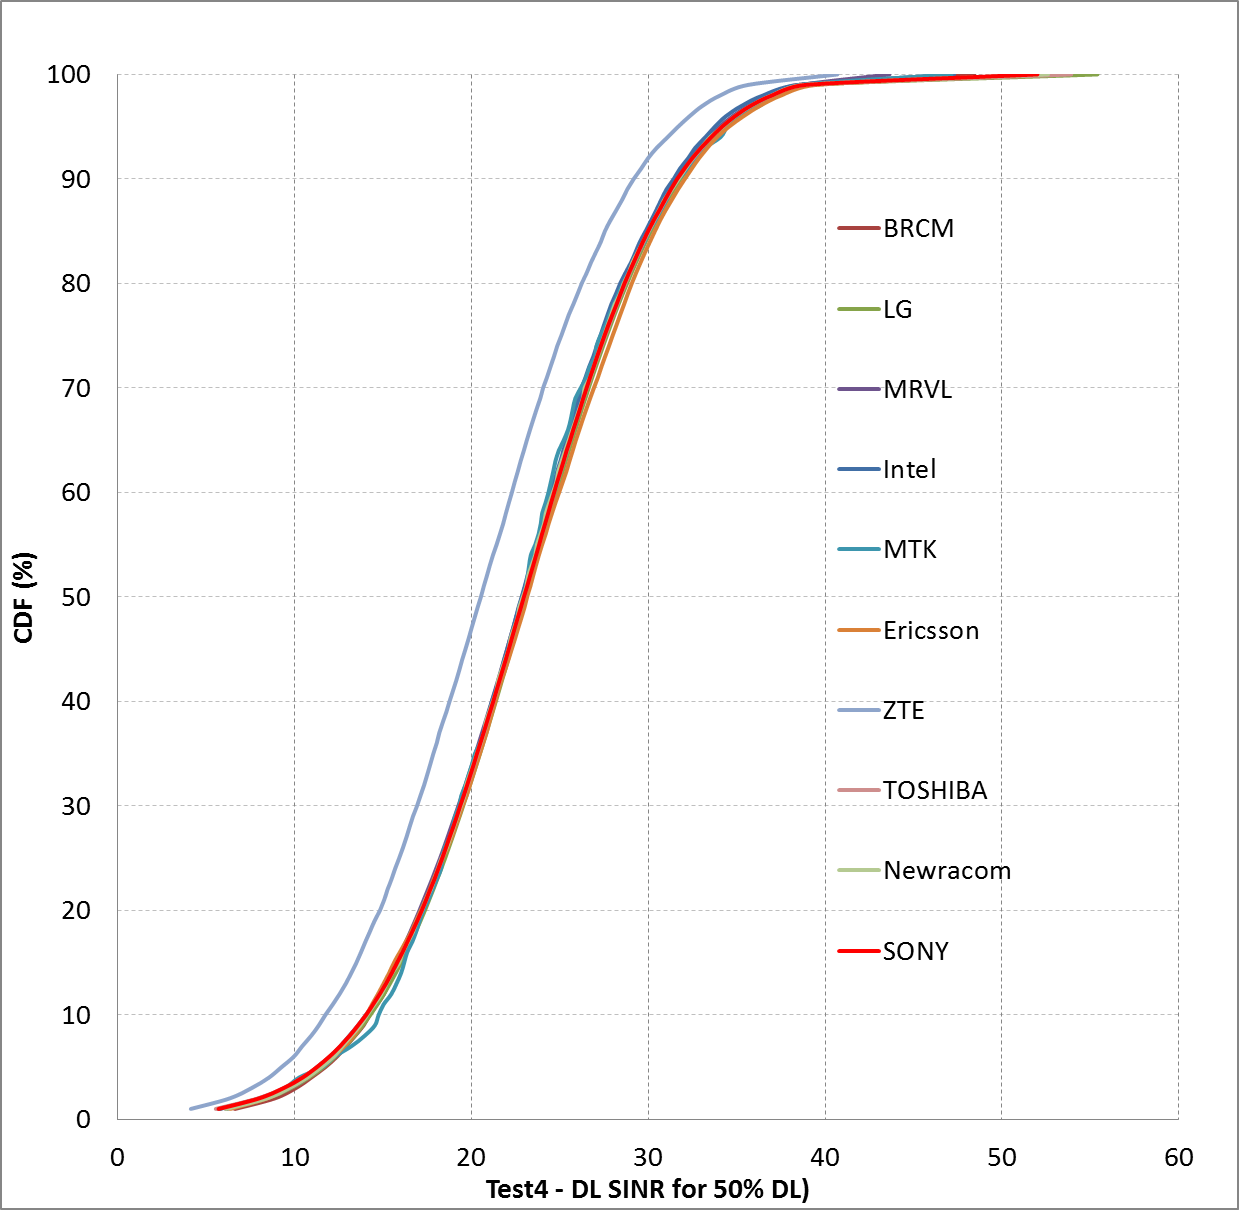 100
90
80
70
60
50
40
30
20
10
0
CDF (%)
BRCM
LG
MRVL
Intel
MTK
Ericsson
ZTE
TOSHIBA
Newracom
SONY
0 10 20 30 40 50 60
Test4 - DL SINR for 50% DL)